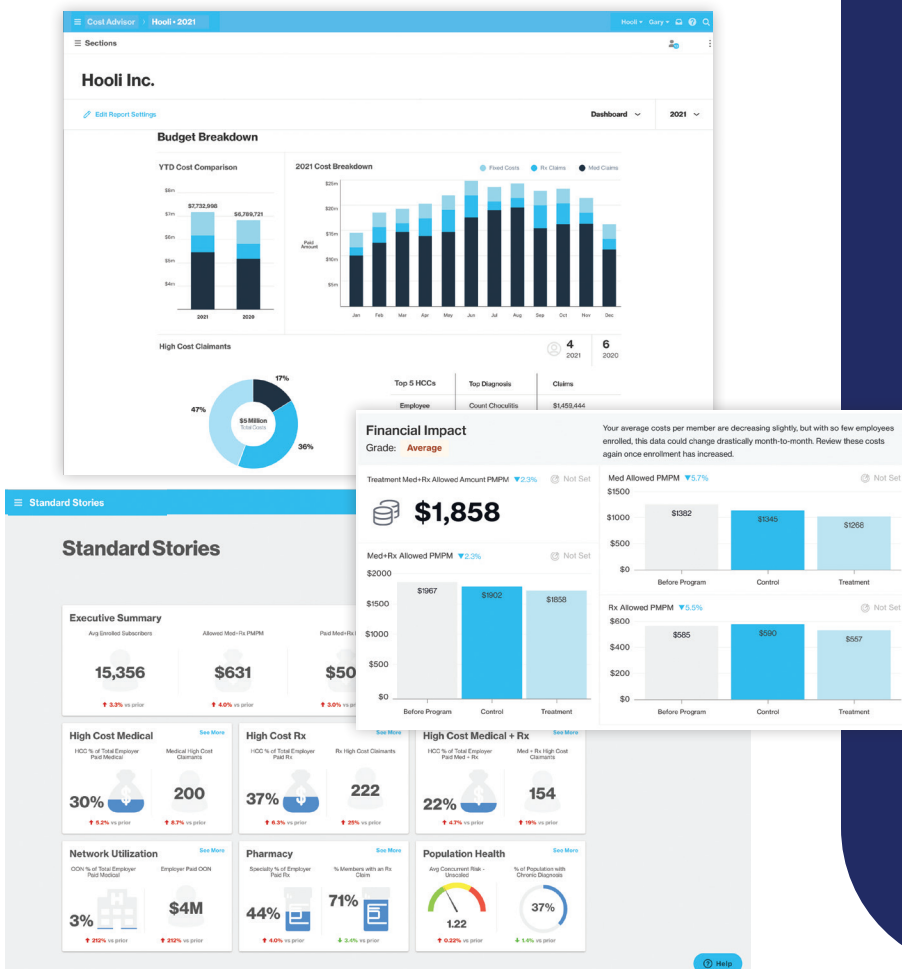 Cost Advisor > Hooli • 2021
Hooli Gary
Sections
Hooli Inc.
Edit Report Settings
Dashboard
2021
Budget Breakdown
YTD Cost Comparison
$8m
$7m
$6m
$5m
$4m
$7,732,998
$6,789,721
2021 2020
2021 Cost Breakdown
Fixed Costs Rx Claims Med Claims
Paid Amount
$25m
$20m
$10m
$10m
$5m
Jan Feb Mar Apr May Jun Jul Aug Sep Oct Nov Dec
High Cost Claimants
4
2021
6
2020
17%
47%
36%
$5 Million
Total Costs
Top 5 HCCs Top Diagnosis Claims
Employee Count Choculitis $1,459,444
Financial Impact
Grade: Average
Your average costs per member are decreasing slightly, but with so few employees
enrolled, this data could change drastically month-to-month. Review these costs
again once enrollment has increased.
Treatment Med+Rx Allowed Amount PMPM ▼2.3% Not Set
$1,858
Med+Rx Allowed PMPM ▼2.3% Not Set
$2000
$1500
$1000
$500
$0
$1967 $1902 $1858
Before Program Control Treatment
Med Allowed PMPM ▼5.7% Not Set
$1500
$1000
$500
$0
$1382 $1345 $1268
Before Program Control Treatment
Rx Allowed PMPM ▼5.5% Not Set
$600
$400
$200
$0
$585 $590 $557
Before Program Control Treatment
Standard Stories
Standard Stories
Executive Summary
Avg Enrolled Subscribers
15,356
↑ 3.3% vs prior
Allowed Med+Rx PMPM
$631
↑ 4.0% vs prior
Paid Med+Rx
$50
↑ 3.0% vs
High Cost Medical See More
HCC % of Total Employer
Paid Medical
30%
↑ 5.2% vs prior
Medical High Cost
Claimants
200
↑ 8.7% vs prior
High Cost Rx See More
HCC % of Total Employer
Paid Rx
37%
↑ 6.3% vs prior
Rx High Cost Claimants
222
↑ 25% vs prior
High Cost Medical + Rx See More
HCC % of Total Employer
Paid Med + Rx
22%
↑ 4.7% vs prior
Med + Rx High Cost
Claimants
154
↑ 19% vs prior
Network Utilization See More
OON % of Total Employer
Paid Medical
3%
↑ 212% vs prior
Employer Paid OON
$4M
↑ 212% vs prior
Pharmacy See More
Specialty % of Employer
Paid Rx
44%
↑ 4.0% vs prior
% Members with an Rx
Claim
71%
↓ 3.4% vs prior
Population Health See More
Avg Concurrent Risk -
Unscaled
1.22
↑ 0.22% vs prior
% of Population with
Chronic Diagnosis
37%
↓ 1.4% vs prior
Help